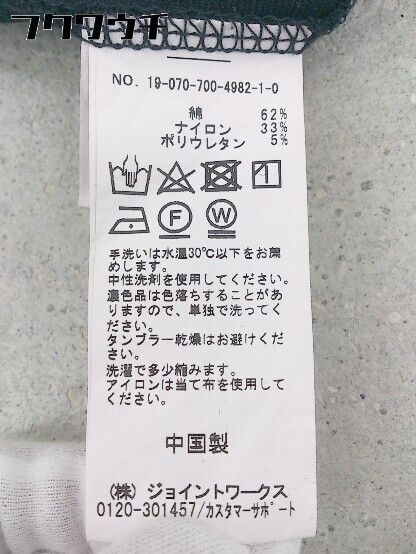 フクワウチ
NO. 19-070-700-4982-1-0
綿 62%
ナイロン 33%
ポリウレタン 5%
F W
手洗いは水温30℃以下をお薦
めします。
中性洗剤を使用してください。
濃色品は色落ちすることがあ
りますので、単独で洗ってく
ださい。
タンブラー乾燥はお避けくだ
さい。
洗濯で多少縮みます。
アイロンは当て布を使用して
ください。
中国製
(株) ジョイントワークス
0120-301457/カスタマーサポート